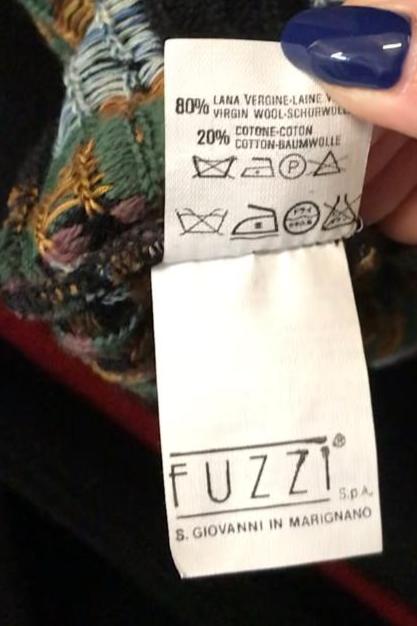 80% LANA VERGINE-LAINE
VIRGIN WOOL-SCHURWOLLE
20% COTONE-COTON
COTTON-BAUMWOLLE
P
FUZZI®
S.p.A.
S. GIOVANNI IN MARIGNANO